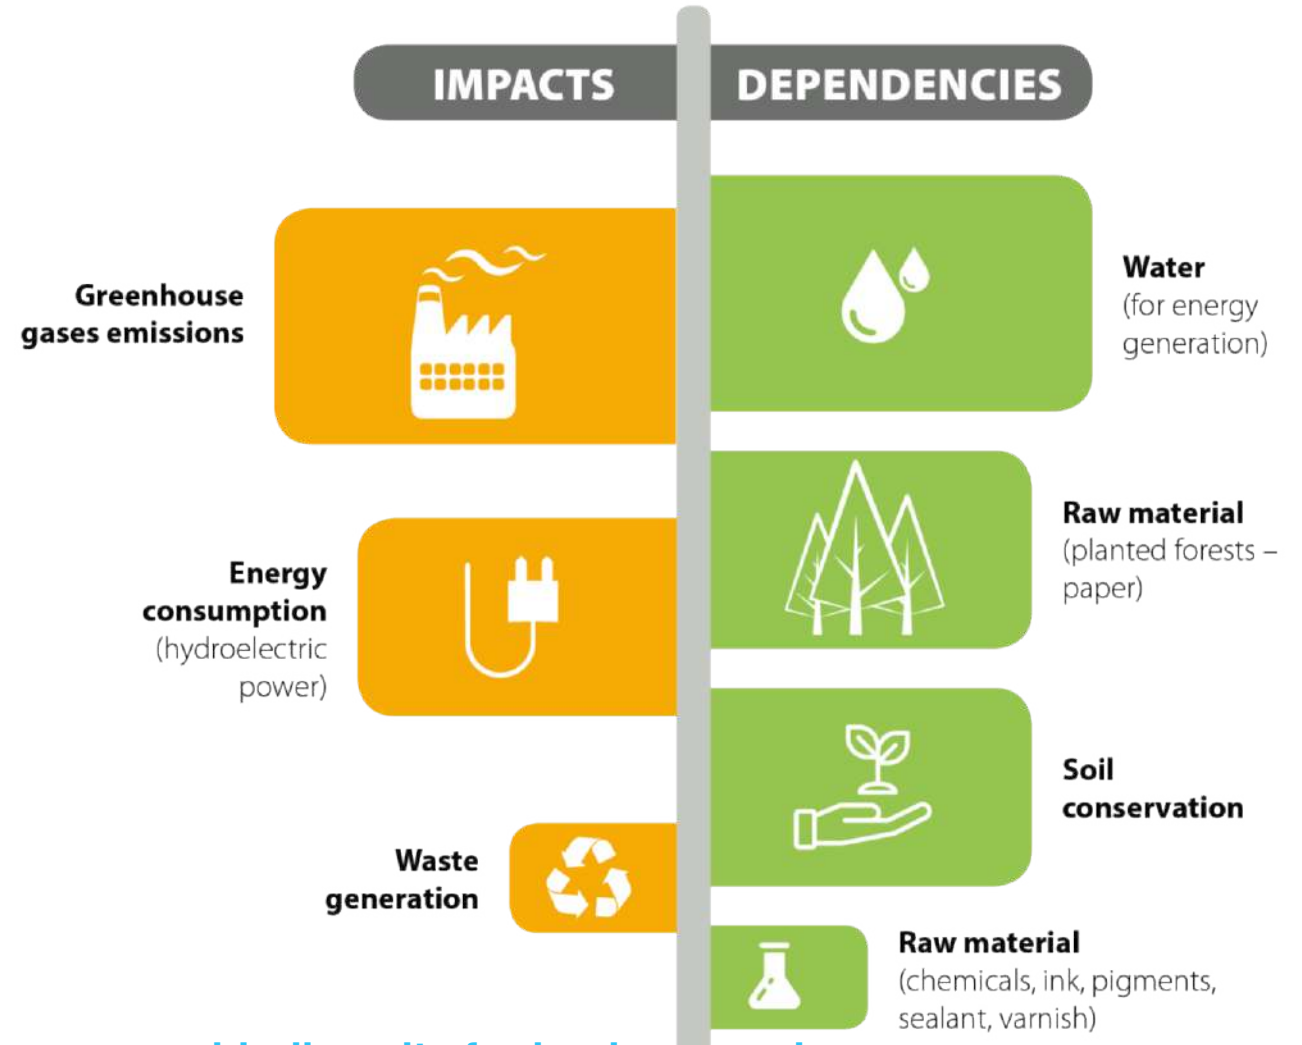 IMPACTS
DEPENDENCIES
Greenhouse
gases emissions
Energy
consumption
(hydroelectric
power)
Waste
generation
Water
(for energy
generation)
Raw material
(planted forests –
paper)
Soil
conservation
Raw material
(chemicals, ink, pigments,
sealant, varnish)